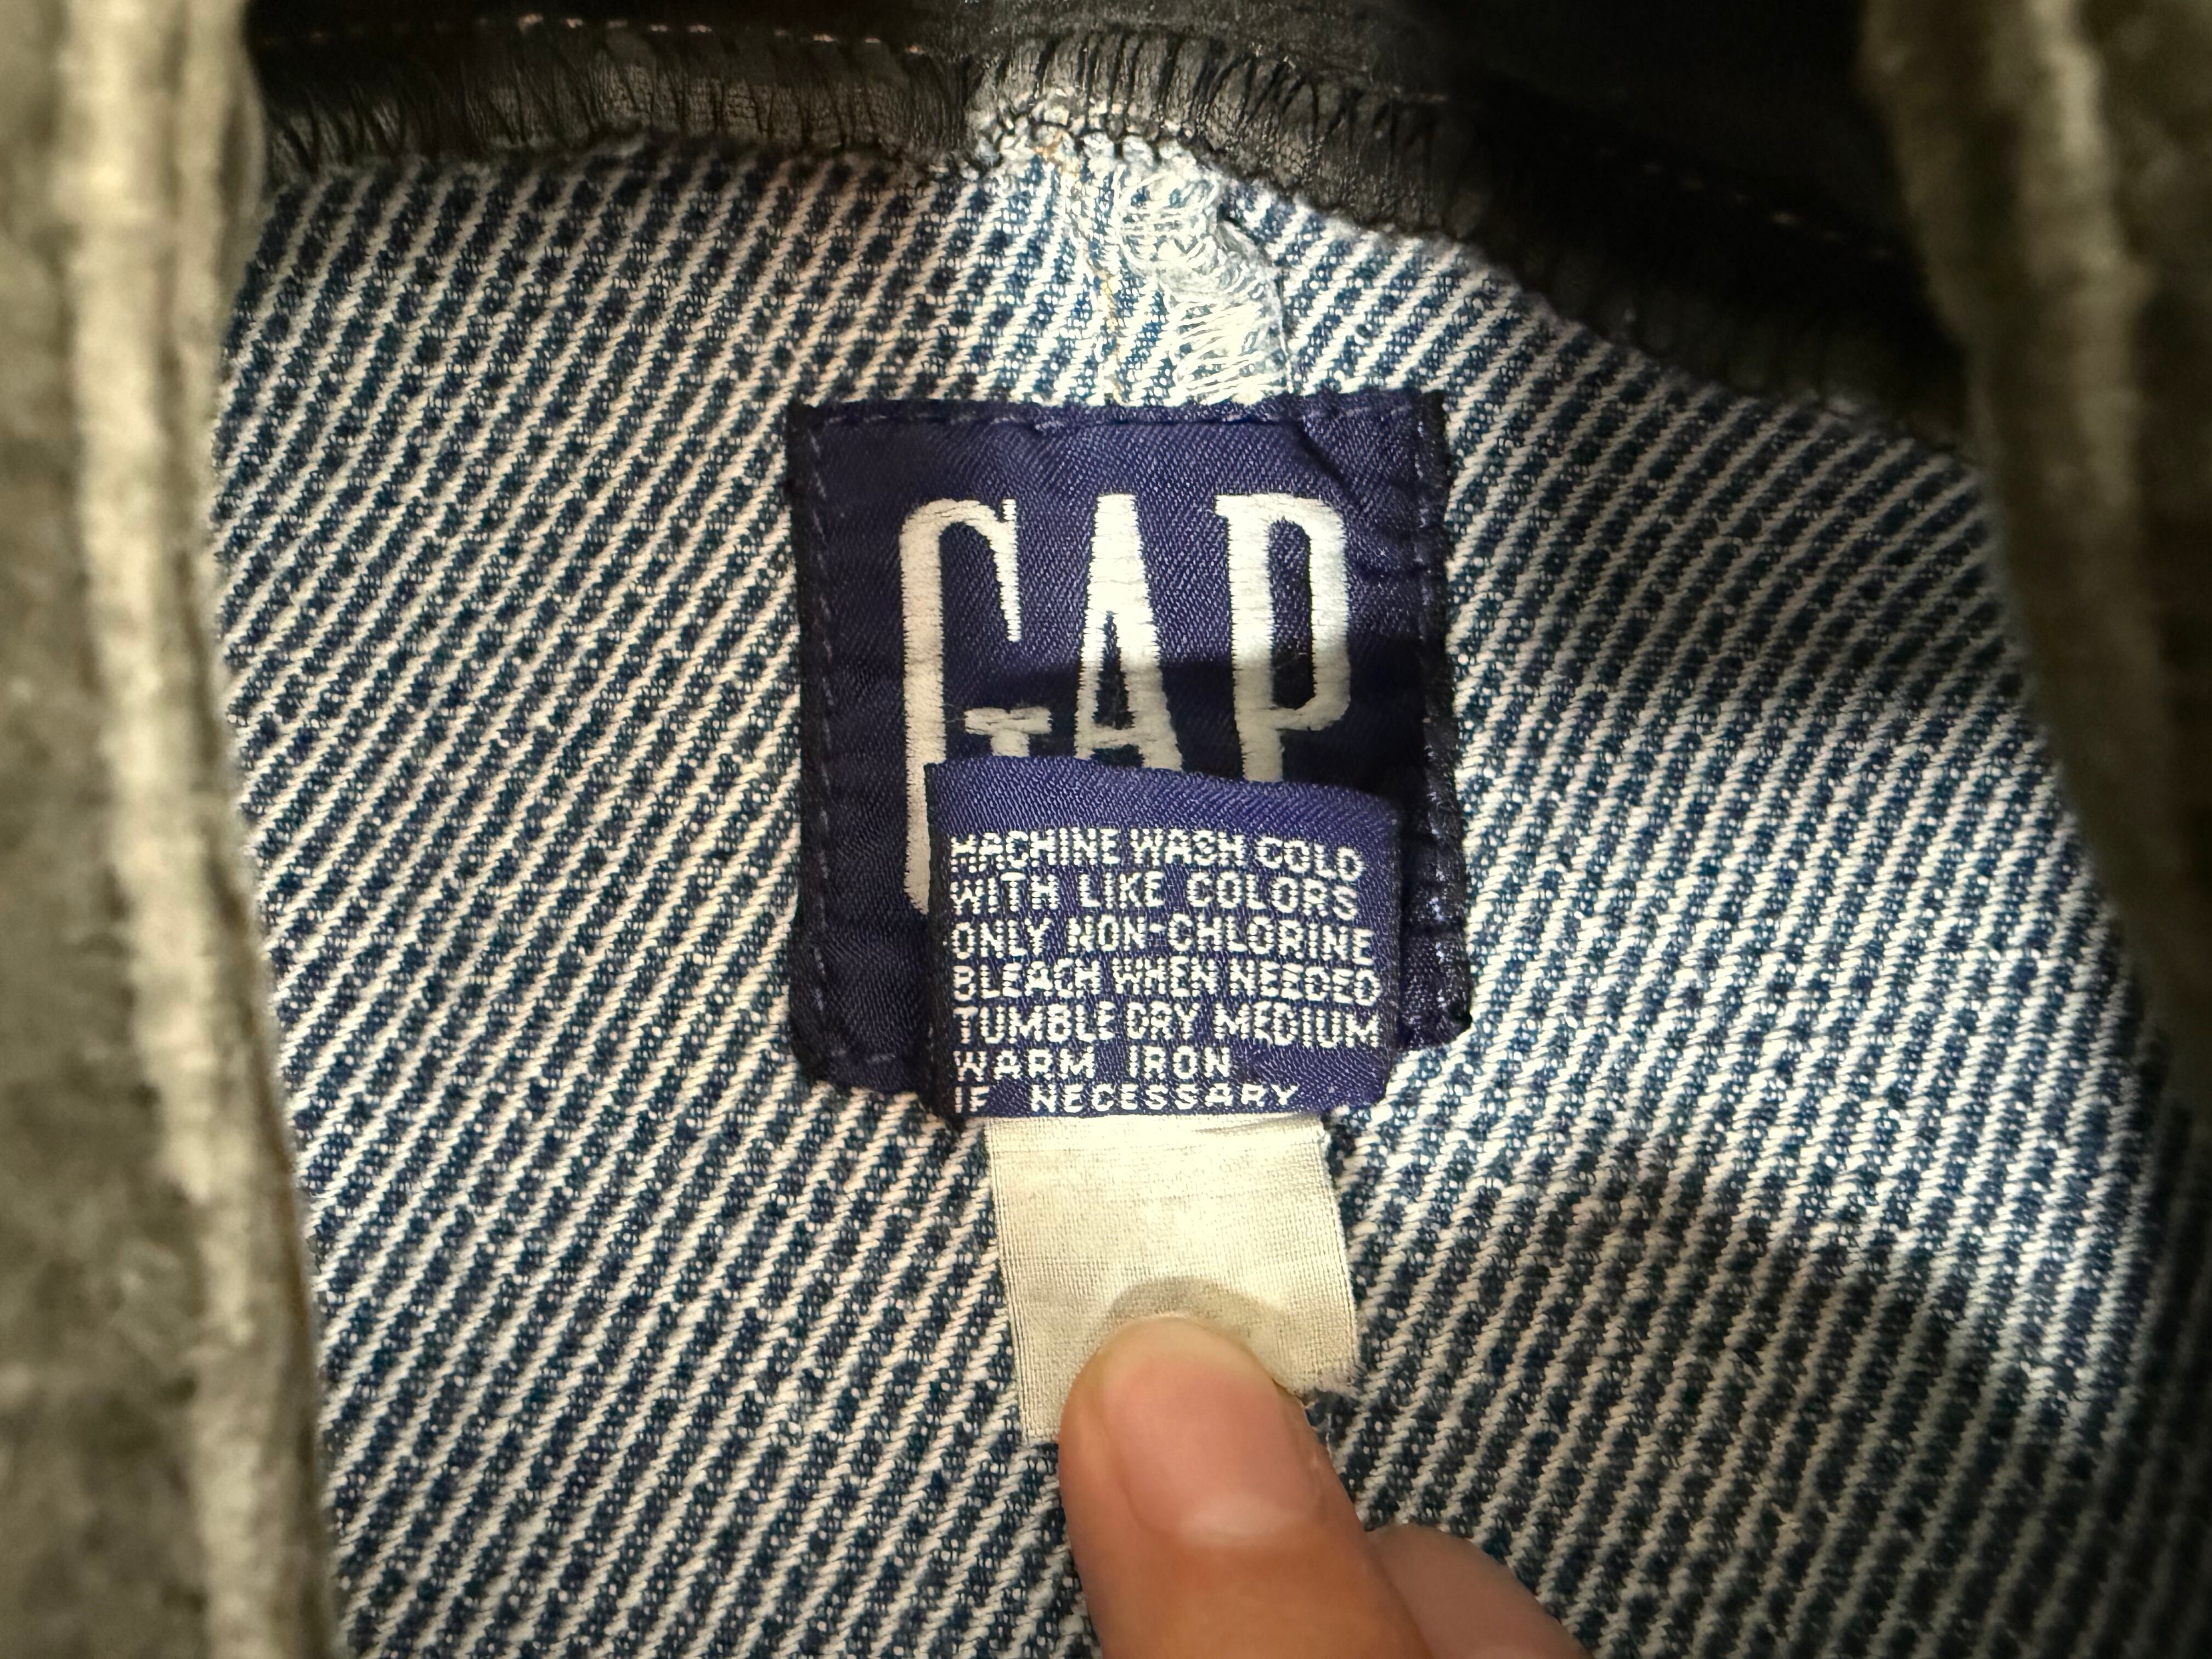 GAP
MACHINE WASH COLD
WITH LIKE COLORS
ONLY NON-CHLORINE
BLEACH WHEN NEEDED
TUMBLE DRY MEDIUM
WARM IRON
IF NECESSARY